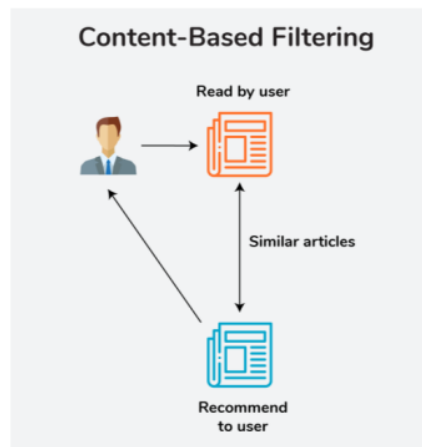 Content-Based Filtering
Read by user
Similar articles
Recommend
to user